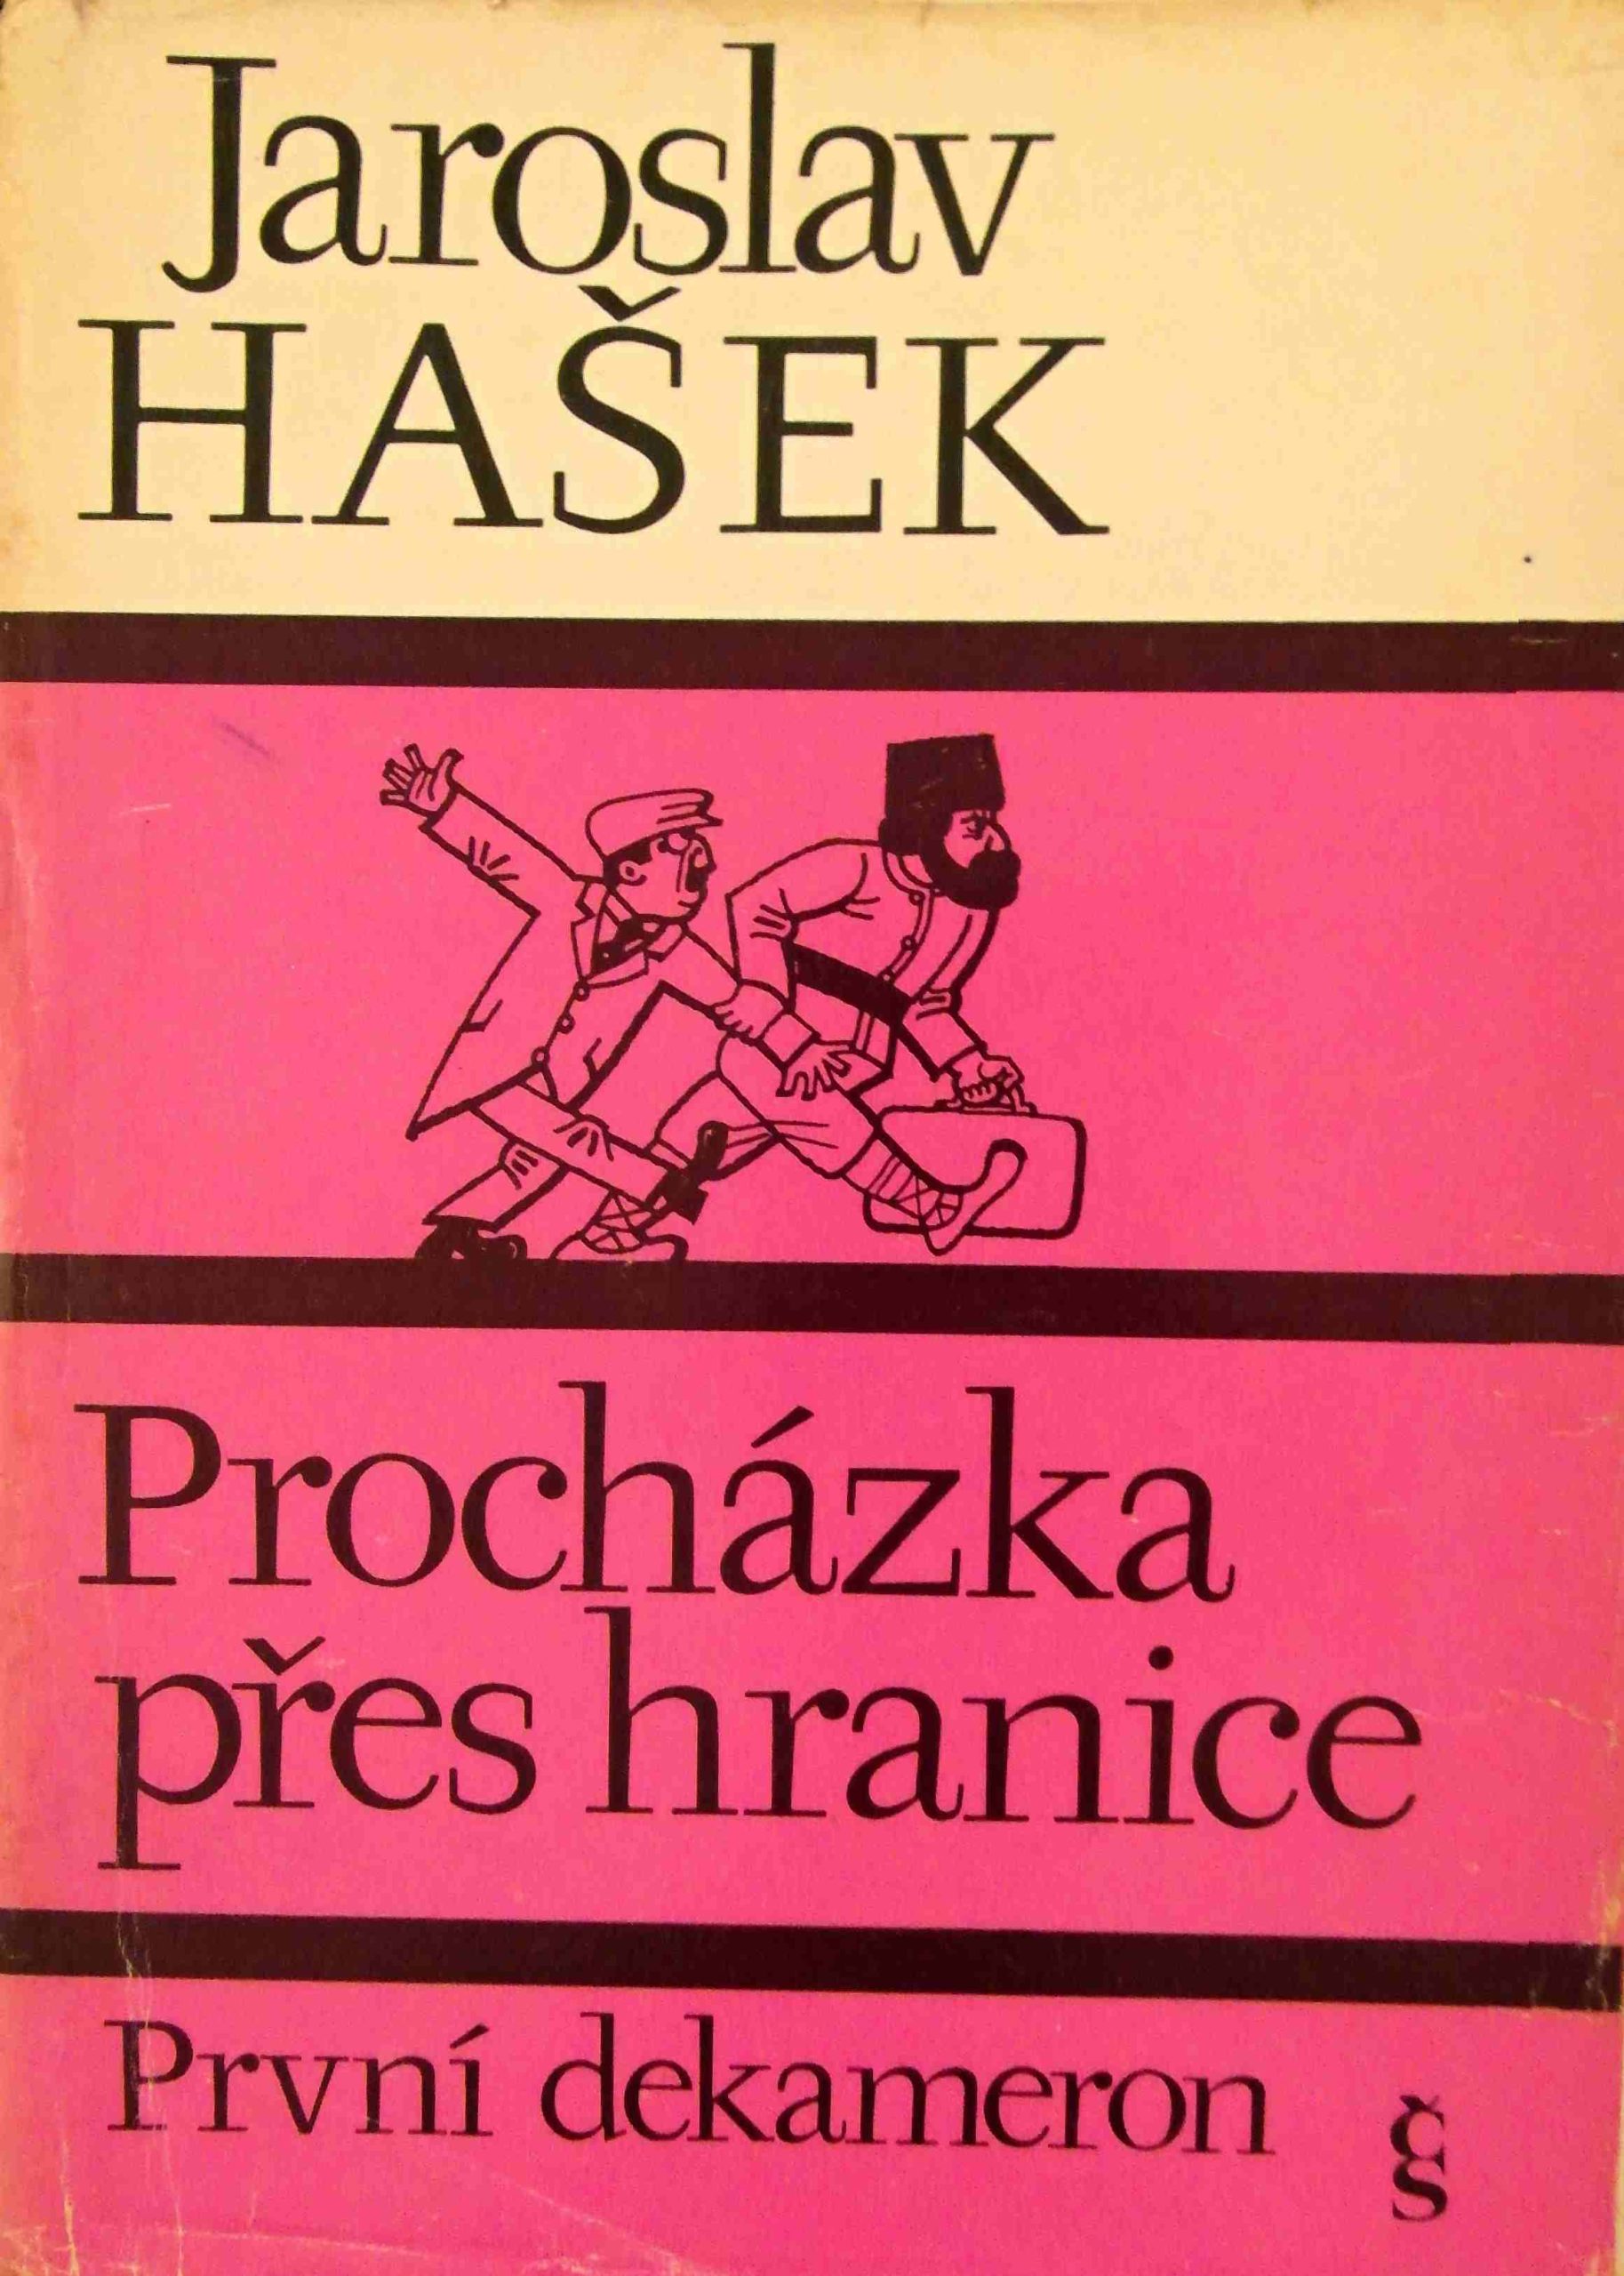 Jaroslav
HAŠEK
Procházka
přes hranice
První dekameron
čs